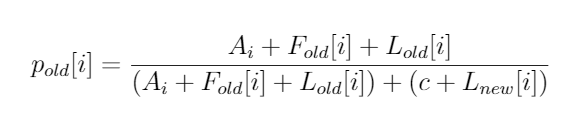 p_{old}[i] = \frac{A_i + F_{old}[i] + L_{old}[i]}{(A_i + F_{old}[i] + L_{old}[i]) + (c + L_{new}[i])}